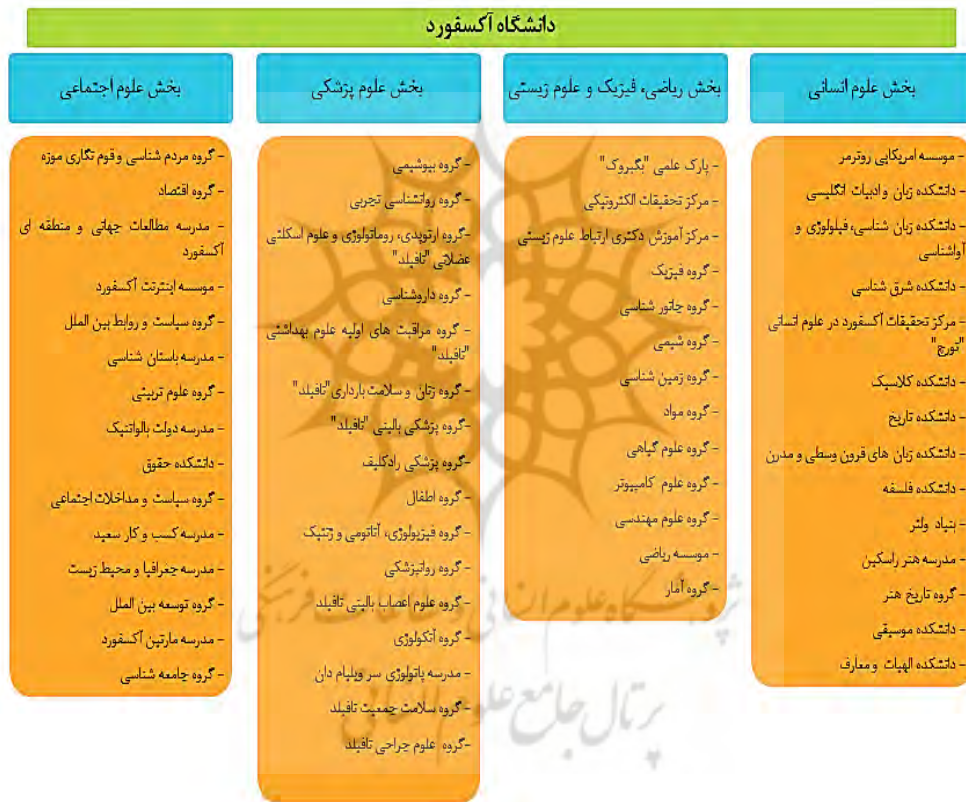 دانشگاه آکسفورد
بخش علوم انسانی
- موسسه امریکایی روترمر
- دانشکده زبان و ادبیات انگلیسی
- دانشکده زبان شناسی، فیلولوژی و
آواشناسی
- دانشکده شرق شناسی
- مرکز تحقیقات آکسفورد در علوم انسانی
"تورچ"
- دانشکده کلاسیک
- دانشکده تاریخ
- دانشکده زبان های قرون وسطی و مدرن
- دانشکده فلسفه
- بنیاد ولتر
- مدرسه هنر راسکین
- گروه تاریخ هنر
- دانشکده موسیقی
- دانشکده الهیات و معارف
بخش ریاضی، فیزیک و علوم زیستی
- پارک علمی "بگبروک"
- مرکز تحقیقات الکترونیکی
- مرکز آموزش دکتری ارتباط علوم زیستی
- گروه فیزیک
- گروه جانور شناسی
- گروه شیمی
- گروه زمین شناسی
- گروه مواد
- گروه علوم گیاهی
- گروه علوم کامپیوتر
- گروه علوم مهندسی
- موسسه ریاضی
- گروه آمار
بخش علوم پزشکی
- گروه بیوشیمی
- گروه روانشناسی تجربی
-گروه ارتوپدی، روماتولوژی و علوم اسکلتی
عضلانی "نافیلد"
- گروه داروشناسی
- گروه مراقبت های اولیه علوم بهداشتی
"نافیلد"
- گروه زنان و سلامت بارداری"نافیلد"
-گروه پزشکی بالینی "نافیلد"
-گروه پزشکی رادکلیف
- گروه اطفال
- گروه فیزیولوژی، آناتومی و ژنتیک
- گروه روانپزشکی
- گروه علوم اعصاب بالینی نافیلد
- گروه آنکولوژی
- مدرسه پاتولوژی سر ویلیام دان
- گروه سلامت جمعیت نافیلد
-گروه علوم جراحی نافیلد
بخش علوم اجتماعی
- گروه مردم شناسی و قوم نگاری موزه
- گروه اقتصاد
- مدرسه مطالعات جهانی و منطقه ای
آکسفورد
- موسسه اینترنت آکسفورد
- گروه سیاست و روابط بین الملل
- مدرسه باستان شناسی
- گروه علوم تربیتی
- مدرسه دولت بالواتنیک
- دانشکده حقوق
- گروه سیاست و مداخلات اجتماعی
- مدرسه کسب و کار سعید
- مدرسه جغرافیا و محیط زیست
- گروه توسعه بین الملل
- مدرسه مارتین آکسفورد
- گروه جامعه شناسی
پژوهشگاه علوم انسانی و مطالعات فرهنگی
پرتال جامع علوم انسانی